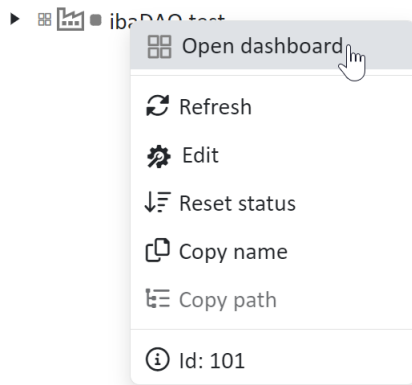 ibaDAQ test
Open dashboard
Refresh
Edit
Reset status
Copy name
Copy path
Id: 101